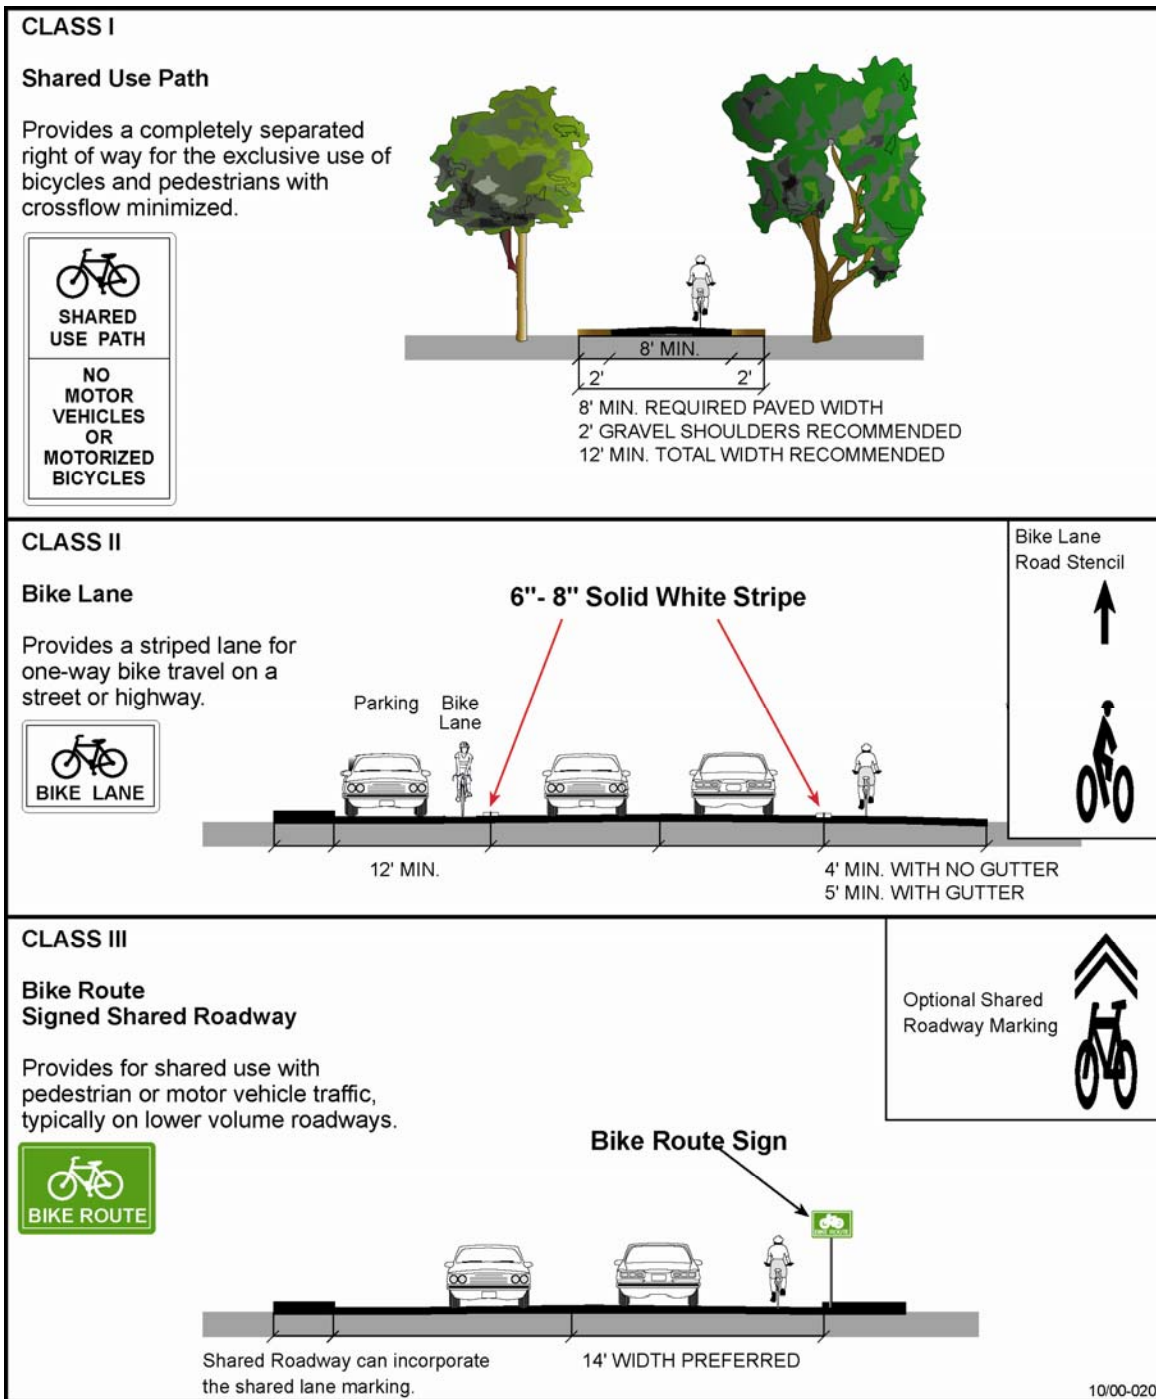 CLASS I
Shared Use Path
Provides a completely separated
right of way for the exclusive use of
bicycles and pedestrians with
crossflow minimized.
SHARED
USE PATH
NO
MOTOR
VEHICLES
OR
MOTORIZED
BICYCLES
8' MIN.
2'
2'
8' MIN. REQUIRED PAVED WIDTH
2' GRAVEL SHOULDERS RECOMMENDED
12' MIN. TOTAL WIDTH RECOMMENDED
CLASS II
Bike Lane
Provides a striped lane for
one-way bike travel on a
street or highway.
BIKE LANE
6"- 8" Solid White Stripe
Parking
Bike
Lane
12' MIN.
4' MIN. WITH NO GUTTER
5' MIN. WITH GUTTER
Bike Lane
Road Stencil
CLASS III
Bike Route
Signed Shared Roadway
Provides for shared use with
pedestrian or motor vehicle traffic,
typically on lower volume roadways.
BIKE ROUTE
Optional Shared
Roadway Marking
Bike Route Sign
BIKE ROUTE
Shared Roadway can incorporate
the shared lane marking.
14' WIDTH PREFERRED
10/00-020